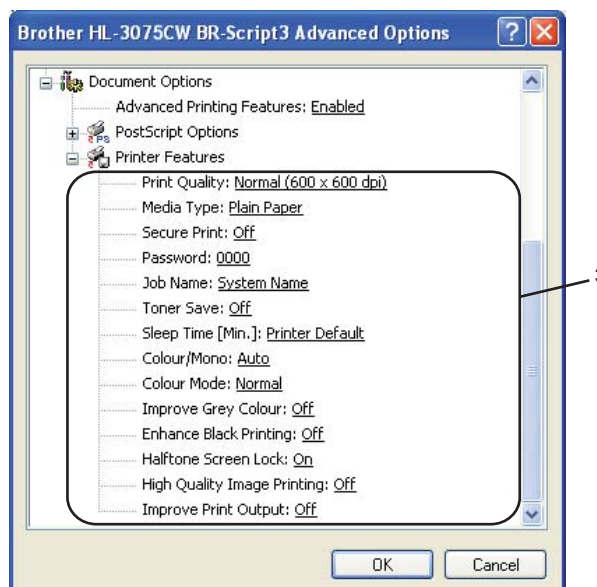 Brother HL-3075CW BR-Script3 Advanced Options
Document Options
Advanced Printing Features: Enabled
PostScript Options
Printer Features
Print Quality: Normal (600 x 600 dpi)
Media Type: Plain Paper
Secure Print: Off
Password: 0000
Job Name: System Name
Toner Save: Off
Sleep Time [Min.]: Printer Default
Colour/Mono: Auto
Colour Mode: Normal
Improve Grey Colour: Off
Enhance Black Printing: Off
Halftone Screen Lock: On
High Quality Image Printing: Off
Improve Print Output: Off
OK Cancel